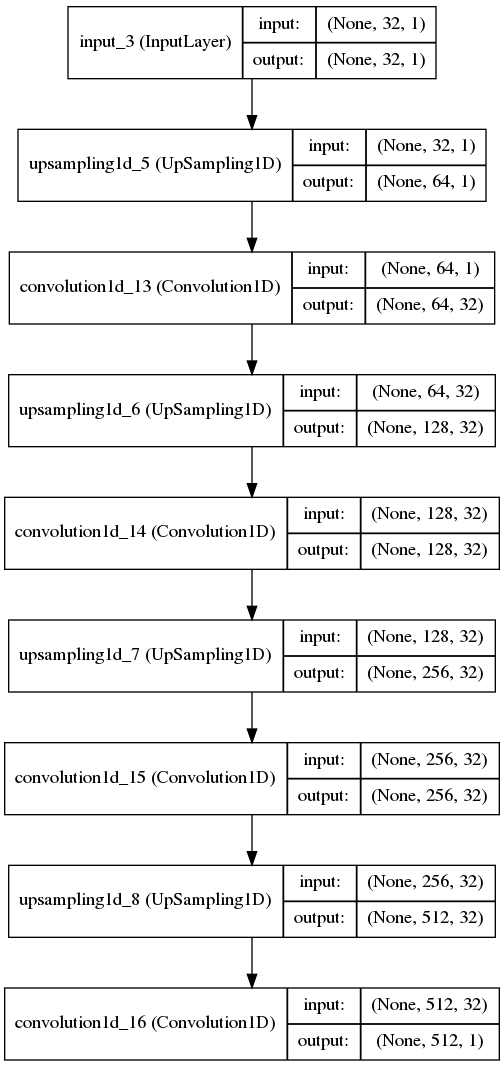 input_3 (InputLayer)
input:
(None, 32, 1)
output:
(None, 32, 1)
upsampling1d_5 (UpSampling1D)
input:
(None, 32, 1)
output:
(None, 64, 1)
convolution1d_13 (Convolution1D)
input:
(None, 64, 1)
output:
(None, 64, 32)
upsampling1d_6 (UpSampling1D)
input:
(None, 64, 32)
output:
(None, 128, 32)
convolution1d_14 (Convolution1D)
input:
(None, 128, 32)
output:
(None, 128, 32)
upsampling1d_7 (UpSampling1D)
input:
(None, 128, 32)
output:
(None, 256, 32)
convolution1d_15 (Convolution1D)
input:
(None, 256, 32)
output:
(None, 256, 32)
upsampling1d_8 (UpSampling1D)
input:
(None, 256, 32)
output:
(None, 512, 32)
convolution1d_16 (Convolution1D)
input:
(None, 512, 32)
output:
(None, 512, 1)